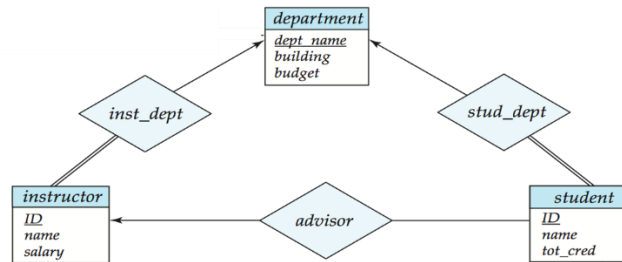 department
dept_name
building
budget
inst_dept
stud_dept
instructor
ID
name
salary
advisor
student
ID
name
tot_cred